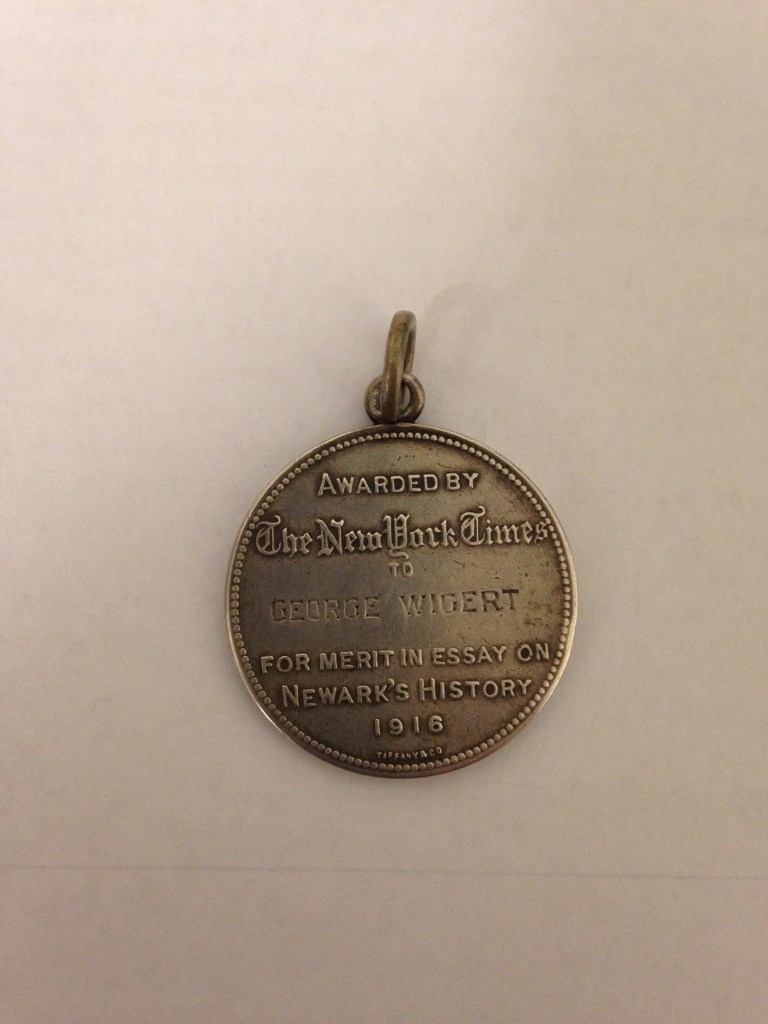 AWARDED BY
The New York Times
TO
GEORGE WIGERT
FOR MERIT IN ESSAY ON
NEWARK'S HISTORY
1916
TIFFANY & CO